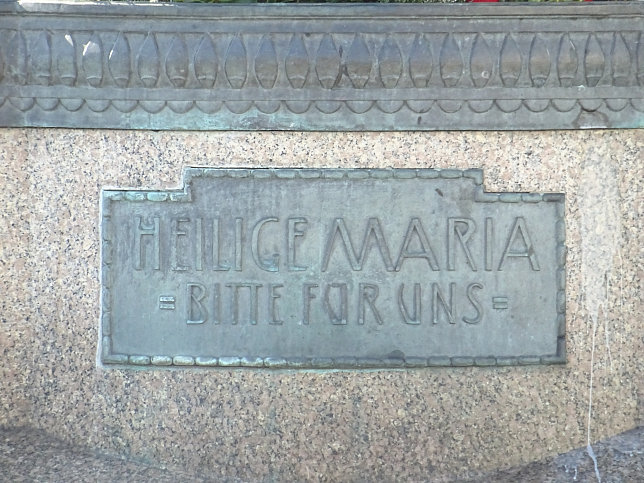 HEILIGE MARIA
=BITTE FÜR UNS=